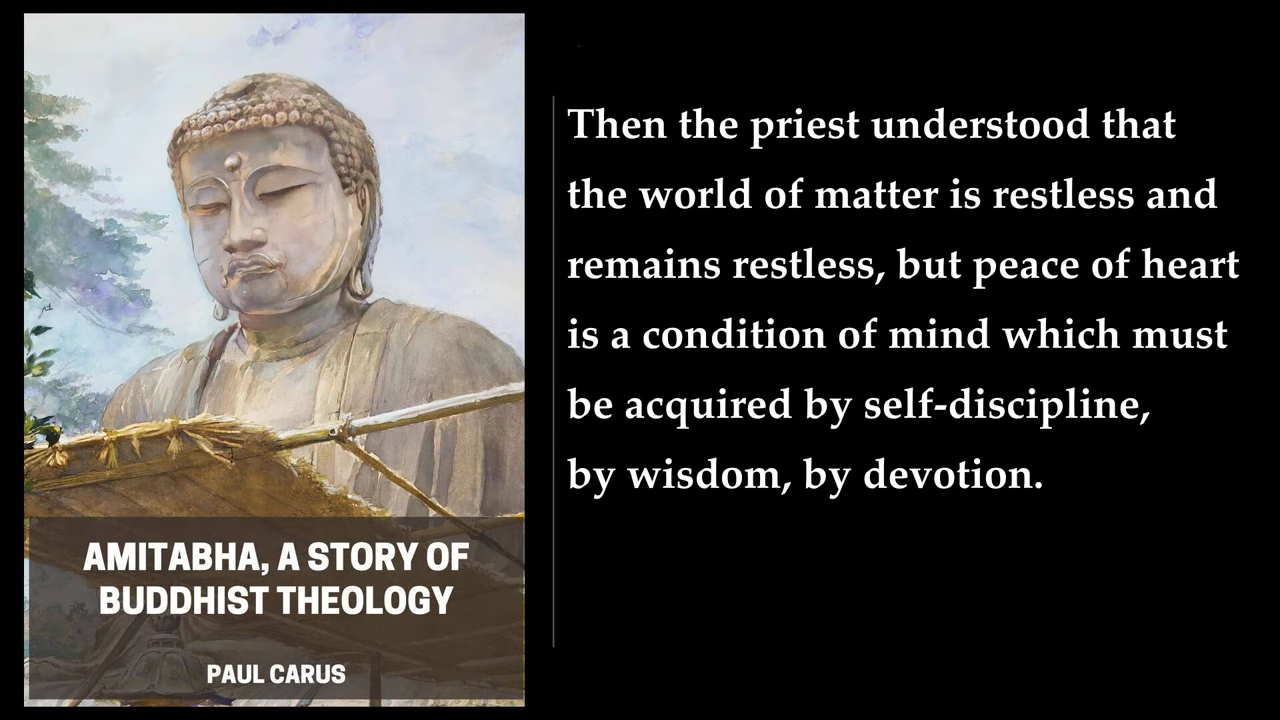 Then the priest understood that
the world of matter is restless and
remains restless, but peace of heart
is a condition of mind which must
be acquired by self-discipline,
by wisdom, by devotion.
AMITABHA, A STORY OF
BUDDHIST THEOLOGY
PAUL CARUS